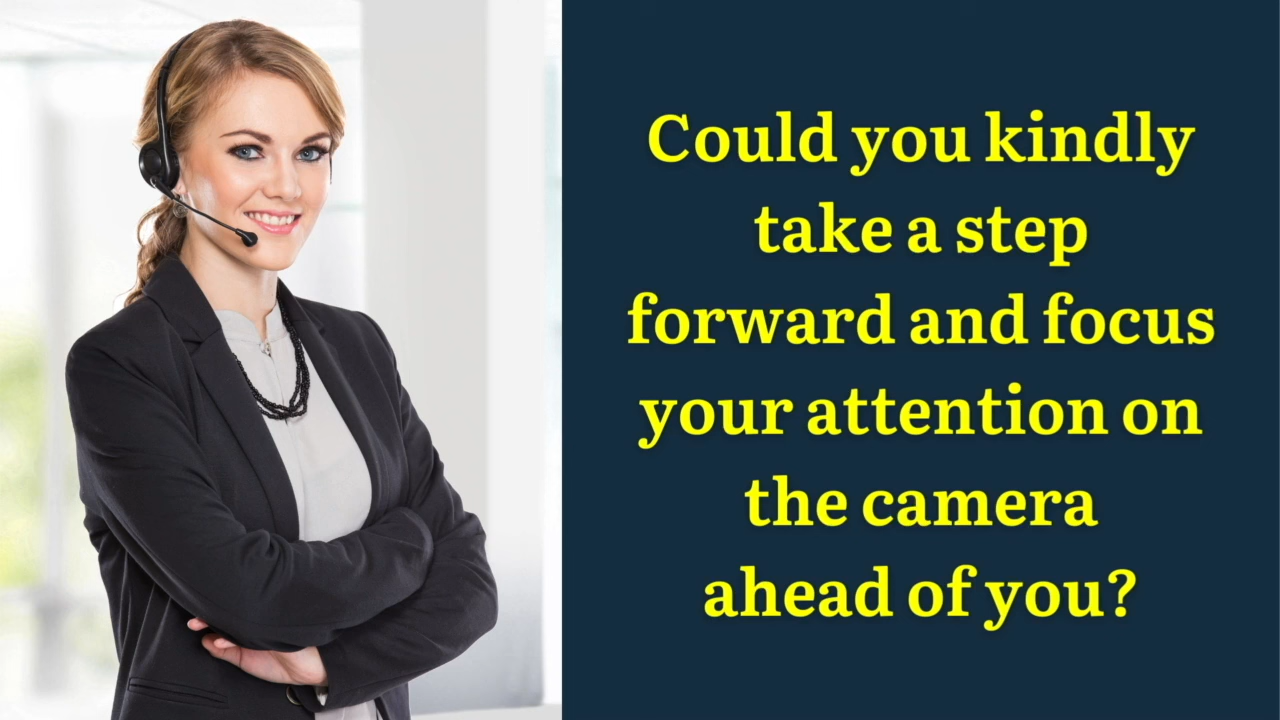 Could you kindly
take a step
forward and focus
your attention on
the camera
ahead of you?